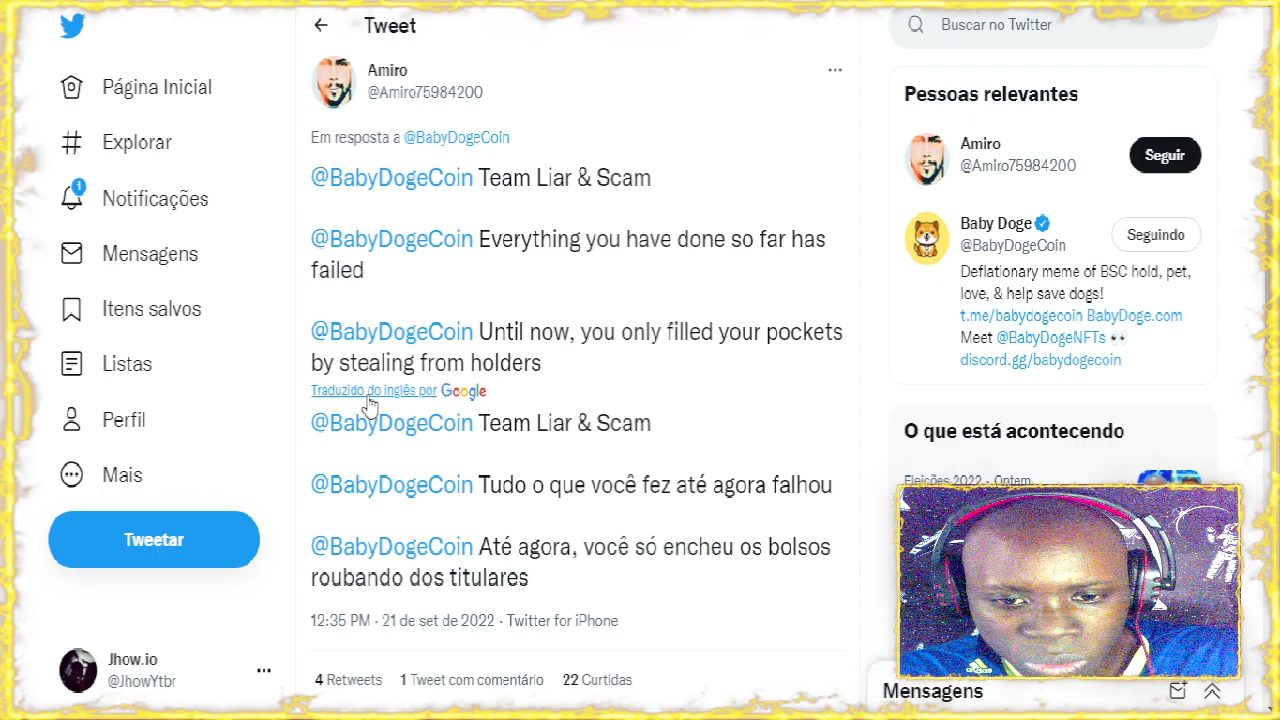 Página Inicial
Explorar
1
Notificações
Mensagens
Itens salvos
Listas
Perfil
Mais
Tweetar
Jhow.io
@JhowYtbr
Tweet
Amiro
@Amiro75984200
Em resposta a @BabyDogeCoin
@BabyDogeCoin Team Liar & Scam
@BabyDogeCoin Everything you have done so far has
failed
@BabyDogeCoin Until now, you only filled your pockets
by stealing from holders
Traduzido do inglês por Google
@BabyDogeCoin Team Liar & Scam
@BabyDogeCoin Tudo o que você fez até agora falhou
@BabyDogeCoin Até agora, você só encheu os bolsos
roubando dos titulares
12:35 PM · 21 de set de 2022 · Twitter for iPhone
4 Retweets 1 Tweet com comentário 22 Curtidas
Buscar no Twitter
Pessoas relevantes
Amiro
@Amiro75984200
Seguir
Baby Doge
@BabyDogeCoin
Seguindo
Deflationary meme of BSC hold, pet,
love, & help save dogs!
t.me/babydogecoin BabyDoge.com
Meet @BabyDogeNFTs 👀
discord.gg/babydogecoin
O que está acontecendo
Eleições 2022 · Ontem
adidas
Mensagens